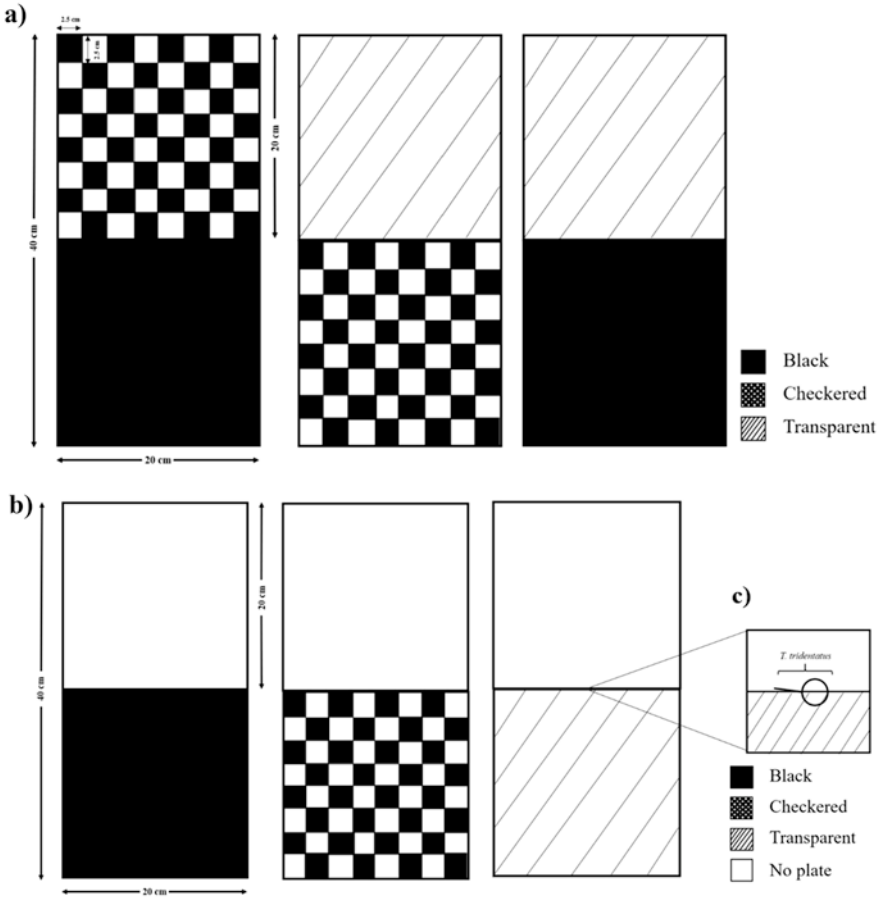 a)
2.5 cm
2.5 cm
40 cm
20 cm
20 cm
Black
Checkered
Transparent
b)
40 cm
20 cm
20 cm
c)
T. tridentatus
Black
Checkered
Transparent
No plate